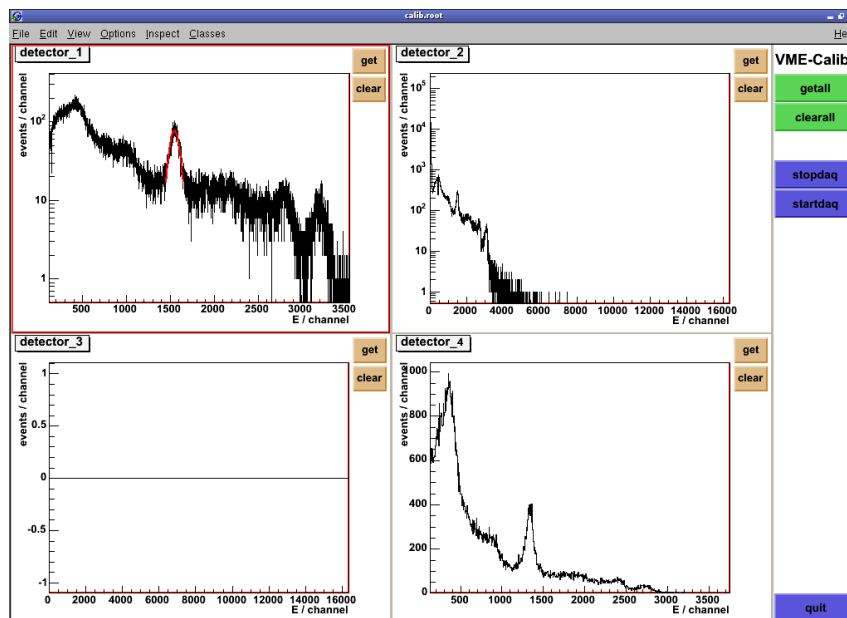 calib.root
File Edit View Options Inspect Classes
detector_1
get
clear
events / channel
10²
10
1
500 1000 1500 2000 2500 3000 3500
E / channel
detector_2
get
clear
events / channel
10⁵
10⁴
10³
10²
10
1
0 2000 4000 6000 8000 10000 12000 14000 16000
E / channel
VME-Calib
getall
clearall
stopdaq
startdaq
detector_3
get
clear
events / channel
1
0.5
0
-0.5
-1
0 2000 4000 6000 8000 10000 12000 14000 16000
E / channel
detector_4
get
clear
events / channel
1000
800
600
400
200
0
500 1000 1500 2000 2500 3000 3500
E / channel
quit